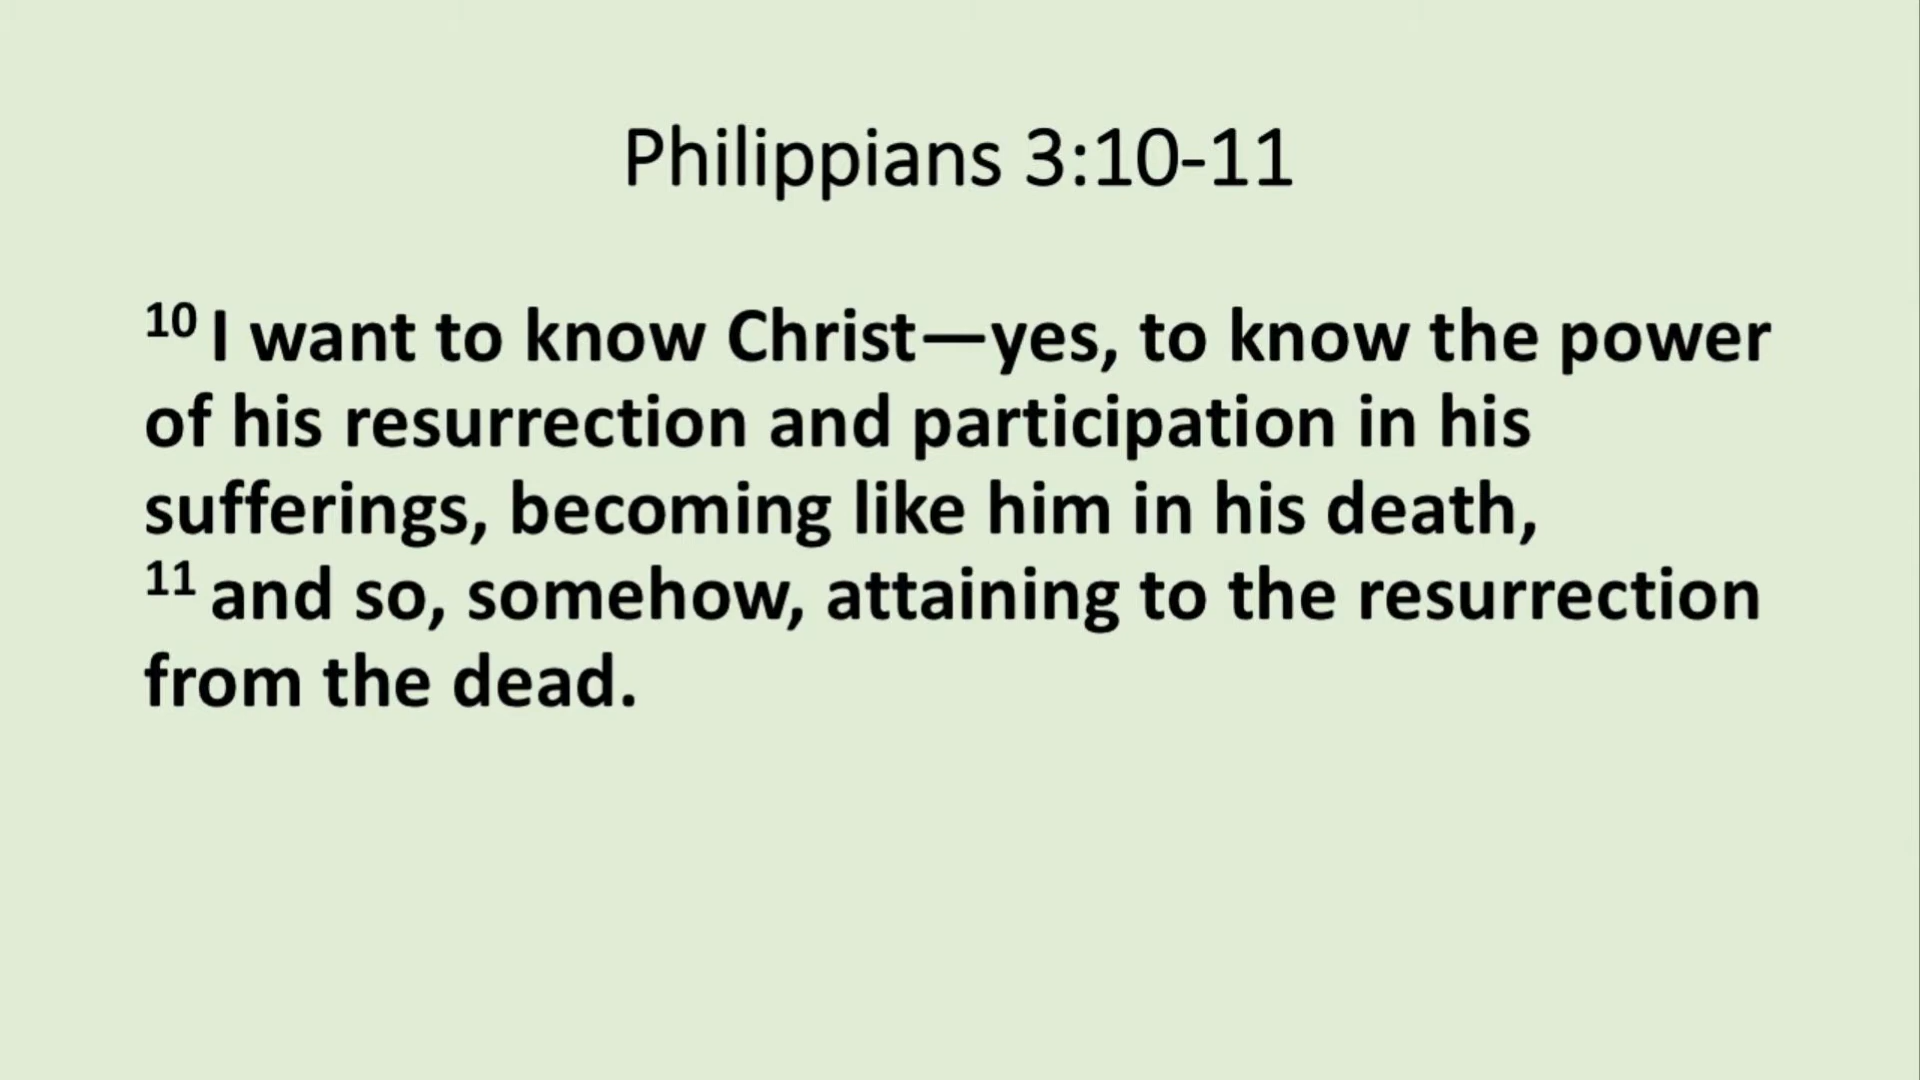 Philippians 3:10-11
10 I want to know Christ—yes, to know the power
of his resurrection and participation in his
sufferings, becoming like him in his death,
11 and so, somehow, attaining to the resurrection
from the dead.